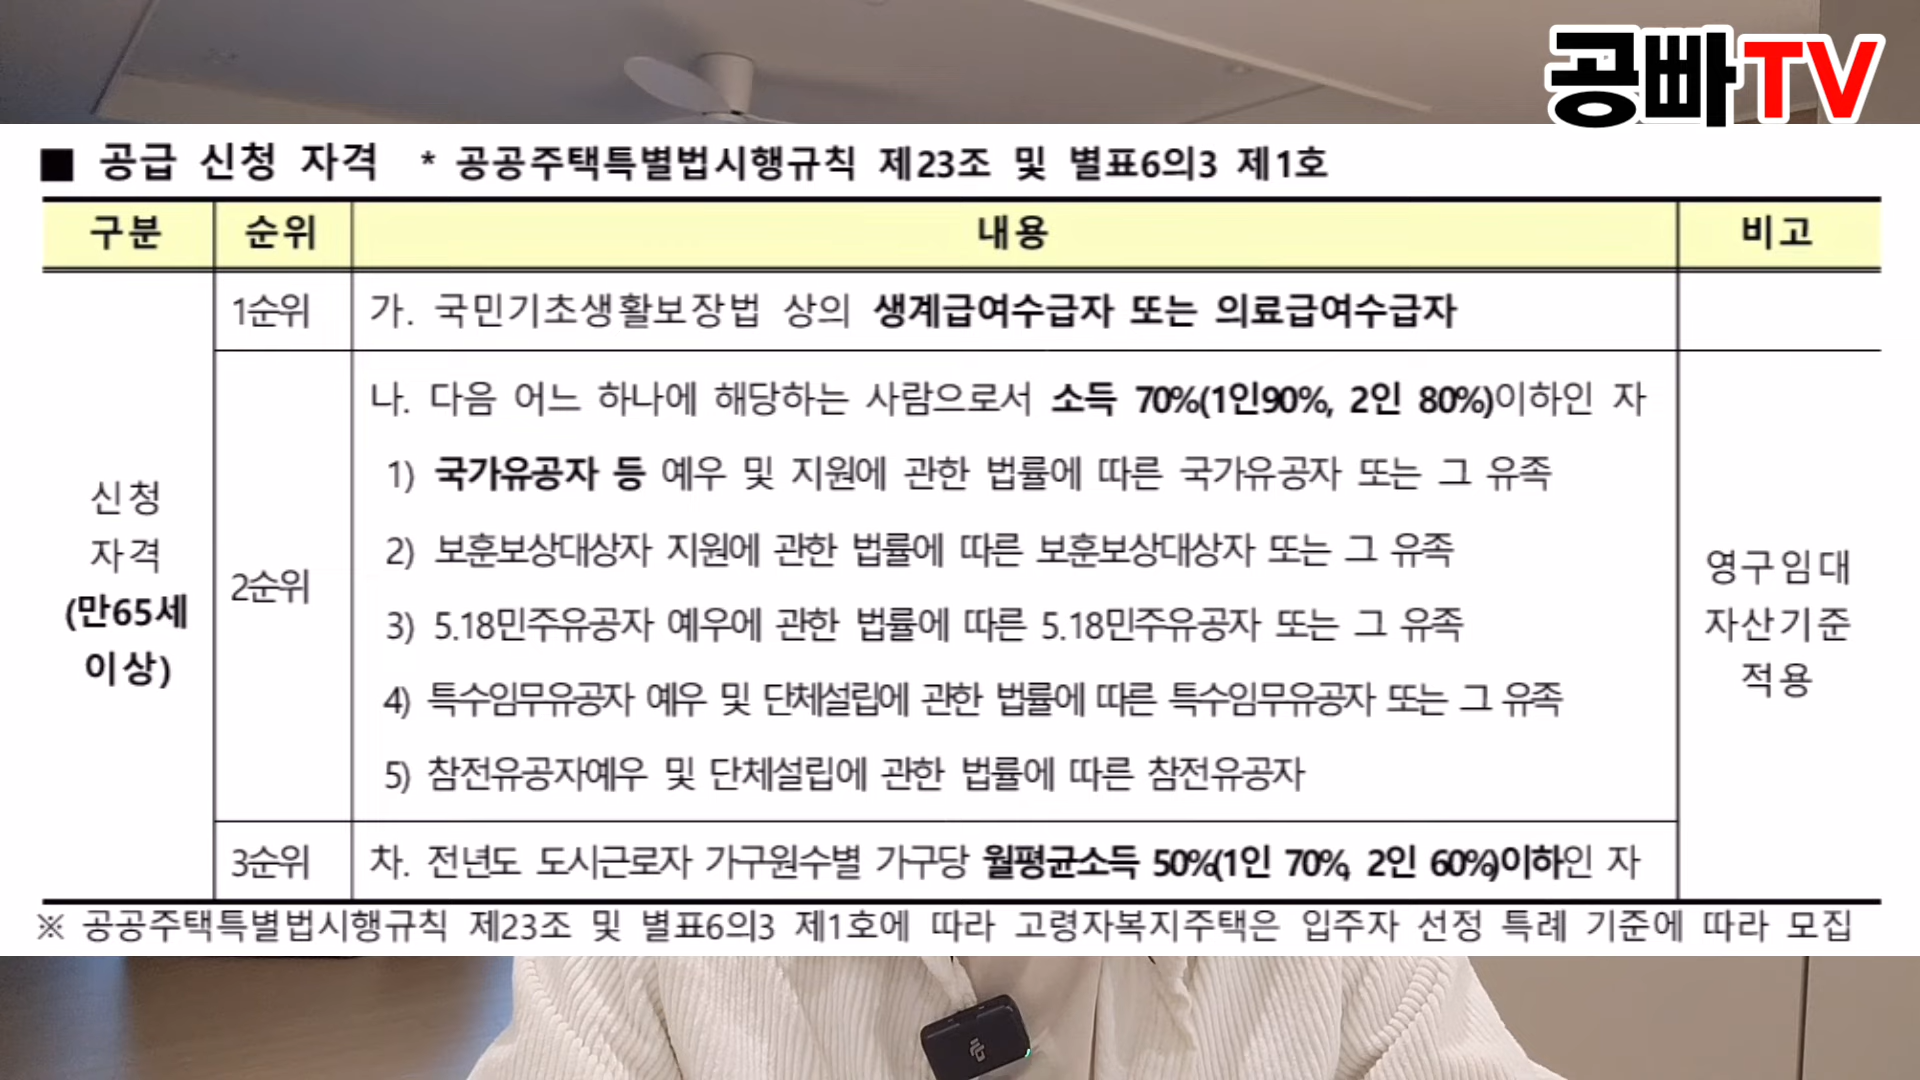 공빠TV
■ 공급 신청 자격 * 공공주택특별법시행규칙 제23조 및 별표6의3 제1호
구분 순위 내용 비고
1순위 가. 국민기초생활보장법 상의 생계급여수급자 또는 의료급여수급자
신청
자격
(만65세
이상)
2순위
나. 다음 어느 하나에 해당하는 사람으로서 소득 70%(1인90%, 2인 80%)이하인 자
1) 국가유공자 등 예우 및 지원에 관한 법률에 따른 국가유공자 또는 그 유족
2) 보훈보상대상자 지원에 관한 법률에 따른 보훈보상대상자 또는 그 유족
3) 5.18민주유공자 예우에 관한 법률에 따른 5.18민주유공자 또는 그 유족
4) 특수임무유공자 예우 및 단체설립에 관한 법률에 따른 특수임무유공자 또는 그 유족
5) 참전유공자예우 및 단체설립에 관한 법률에 따른 참전유공자
영구임대
자산기준
적용
3순위 차. 전년도 도시근로자 가구원수별 가구당 월평균소득 50%(1인 70%, 2인 60%)이하인 자
※ 공공주택특별법시행규칙 제23조 및 별표6의3 제1호에 따라 고령자복지주택은 입주자 선정 특례 기준에 따라 모집